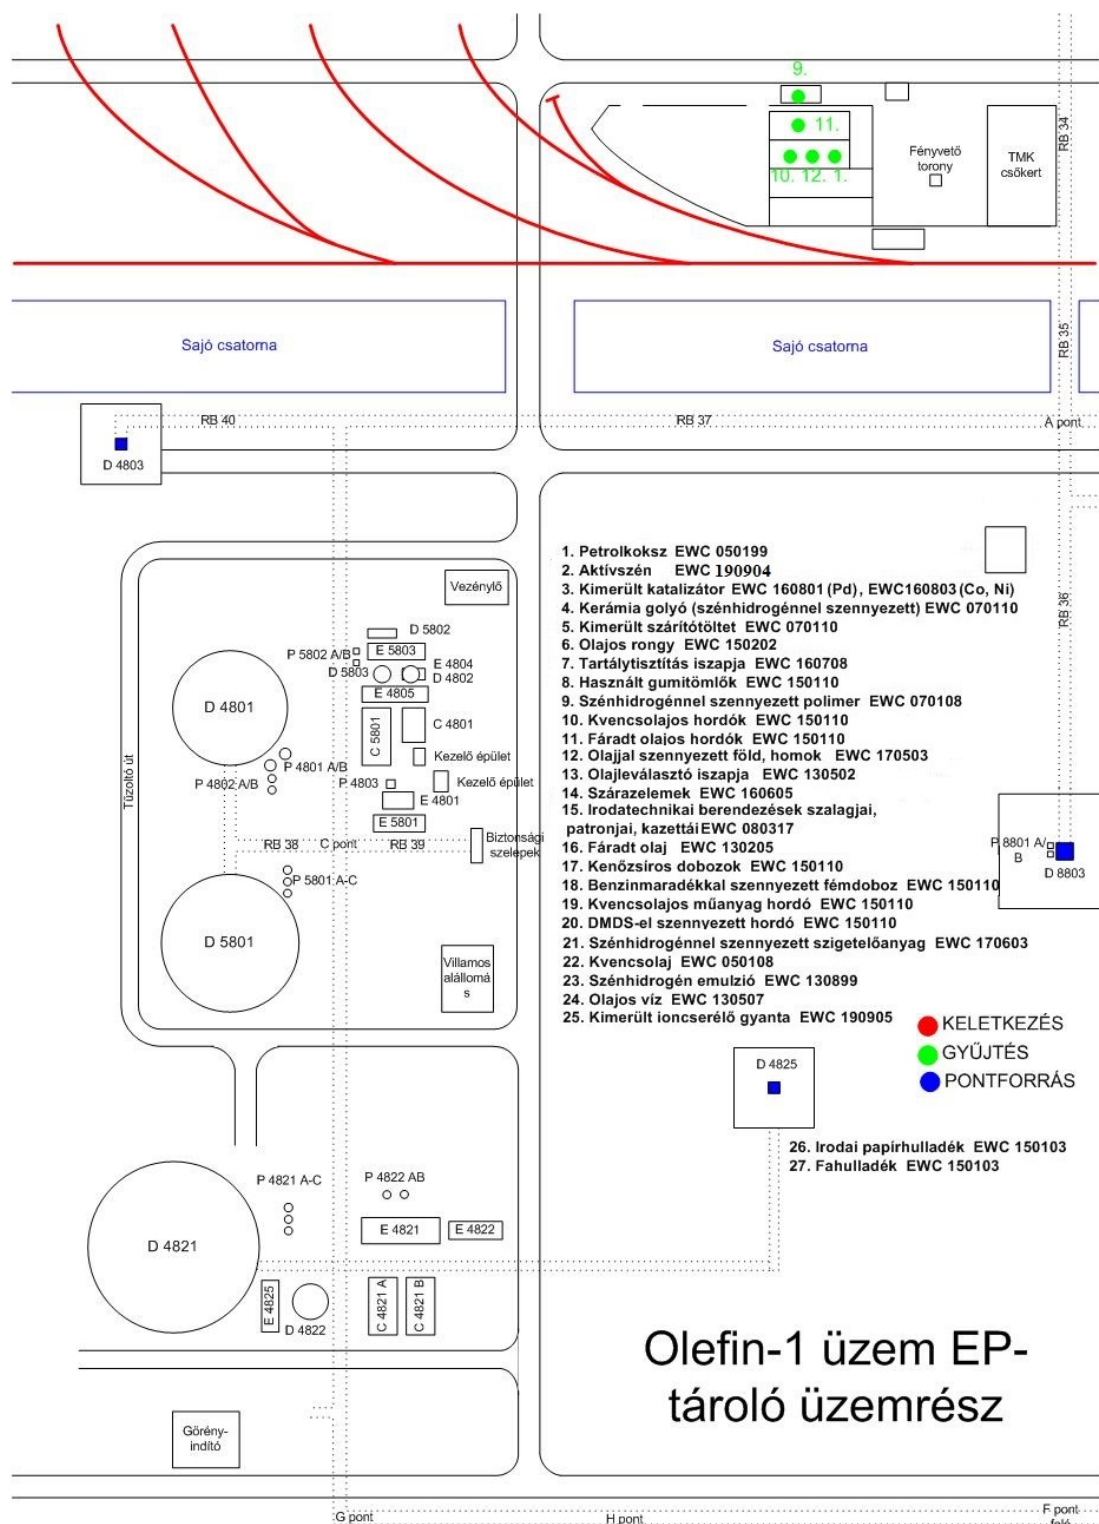 9.
11.
10. 12. 1.
Fényvető
torony
TMK
csőkert
RB 34
Sajó csatorna
Sajó csatorna
RB 35
RB 40
RB 37
A pont
D 4803
RB 36
Vezénylő
D 5802
P 5802 A/B
E 5803
D 5803
E 4804
D 4802
E 4805
D 4801
C 5801
C 4801
P 4801 A/B
P 4802 A/B
Kezelő épület
P 4803
Kezelő épület
E 4801
E 5801
Tűzoltó út
RB 38
C pont
RB 39
Biztonsági
szelepek
P 5801 A-C
D 5801
Villamos
alállomá
s
1. Petrolkoksz EWC 050199
2. Aktívszén EWC 190904
3. Kimerült katalizátor EWC 160801 (Pd), EWC160803 (Co, Ni)
4. Kerámia golyó (szénhidrogénnel szennyezett) EWC 070110
5. Kimerült szárítótöltet EWC 070110
6. Olajos rongy EWC 150202
7. Tartálytisztítás iszapja EWC 160708
8. Használt gumitömlők EWC 150110
9. Szénhidrogénnel szennyezett polimer EWC 070108
10. Kvencsolajos hordók EWC 150110
11. Fáradt olajos hordók EWC 150110
12. Olajjal szennyezett föld, homok EWC 170503
13. Olajleválasztó iszapja EWC 130502
14. Szárazelemek EWC 160605
15. Irodatechnikai berendezések szalagjai,
patronjai, kazettái EWC 080317
16. Fáradt olaj EWC 130205
17. Kenőzsíros dobozok EWC 150110
18. Benzinmaradékkal szennyezett fémdoboz EWC 150110
19. Kvencsolajos műanyag hordó EWC 150110
20. DMDS-el szennyezett hordó EWC 150110
21. Szénhidrogénnel szennyezett szigetelőanyag EWC 170603
22. Kvencsolaj EWC 050108
23. Szénhidrogén emulzió EWC 130899
24. Olajos víz EWC 130507
25. Kimerült ioncserélő gyanta EWC 190905
P 8801 A/
B
D 8803
KELETKEZÉS
GYŰJTÉS
PONTFORRÁS
D 4825
26. Irodai papírhulladék EWC 150103
27. Fahulladék EWC 150103
P 4821 A-C
P 4822 AB
D 4821
E 4821
E 4822
E 4825
D 4822
C 4821 A
C 4821 B
Olefin-1 üzem EP-
tároló üzemrész
Görény-
indító
G pont
H pont
F pont
felé